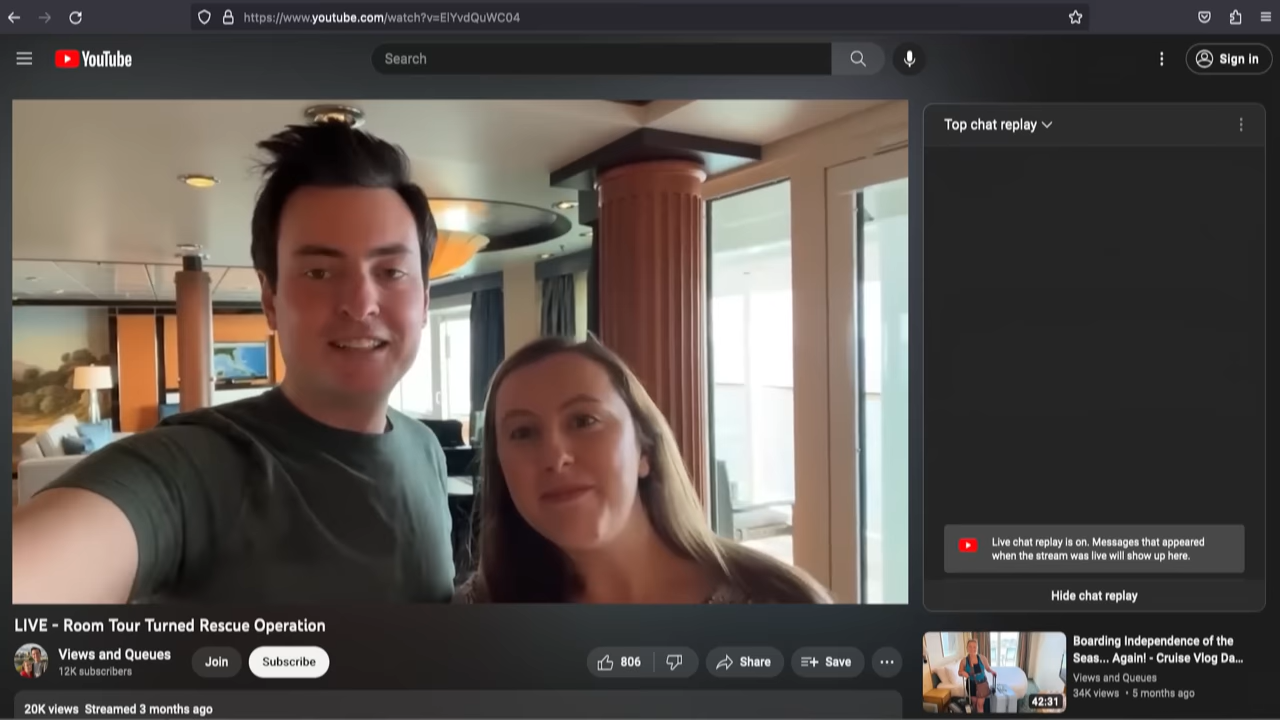 https://www.youtube.com/watch?v=ElYvdQuWC04
YouTube
Search
Sign in
Top chat replay
Live chat replay is on. Messages that appeared
when the stream was live will show up here.
Hide chat replay
LIVE - Room Tour Turned Rescue Operation
Views and Queues
12K subscribers
Join
Subscribe
806
Share
Save
20K views Streamed 3 months ago
42:31
Boarding Independence of the
Seas... Again! - Cruise Vlog Da...
Views and Queues
34K views • 5 months ago